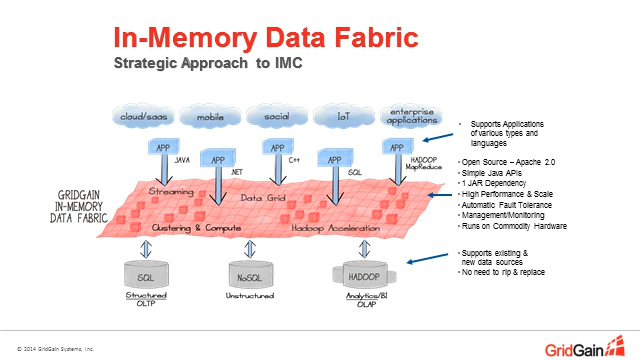 In-Memory Data Fabric
Strategic Approach to IMC
cloud/saas
mobile
social
IoT
enterprise
applications
APP
APP
APP
APP
APP
JAVA
.NET
C++
SQL
HADOOP
MapReduce
GRIDGAIN
IN-MEMORY
DATA FABRIC
Streaming
Data Grid
Clustering & Compute
Hadoop Acceleration
SQL
NoSQL
HADOOP
Structured
OLTP
Unstructured
Analytics/BI
OLAP
• Supports Applications
of various types and
languages
• Open Source – Apache 2.0
• Simple Java APIs
• 1 JAR Dependency
• High Performance & Scale
• Automatic Fault Tolerance
• Management/Monitoring
• Runs on Commodity Hardware
• Supports existing &
new data sources
• No need to rip & replace
© 2014 GridGain Systems, Inc.
GridGain